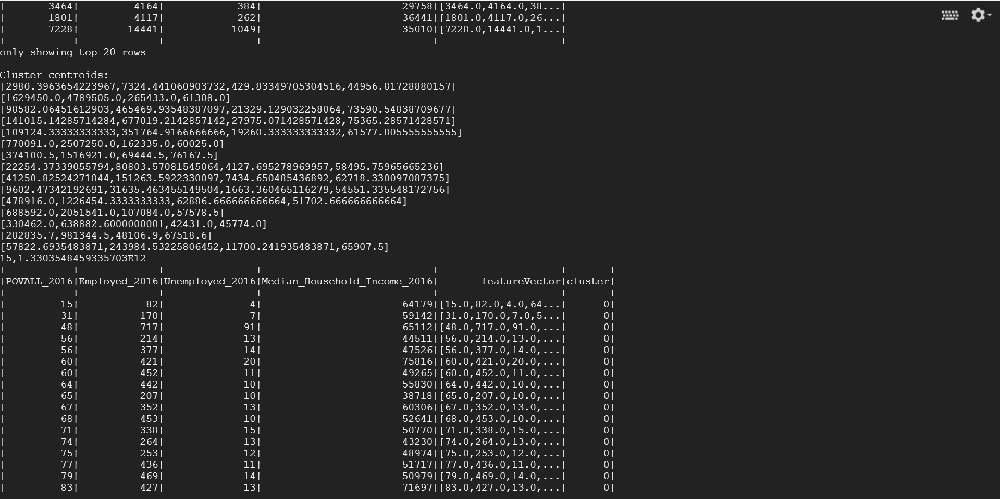 |       3464|         4164|            384|                       29758|[3464.0,4164.0,38...|
|       1801|         4117|            262|                       36441|[1801.0,4117.0,26...|
|       7228|        14441|           1049|                       35010|[7228.0,14441.0,1...|
+-----------+-------------+---------------+----------------------------+--------------------+
only showing top 20 rows

Cluster centroids:
[2980.3963654223967,7324.441060903732,429.83349705304516,44956.81728880157]
[1629450.0,4789505.0,265433.0,61308.0]
[98582.06451612903,465469.93548387097,21329.129032258064,73590.54838709677]
[141015.14285714284,677019.2142857142,27975.071428571428,75365.28571428571]
[109124.33333333333,351764.9166666666,19260.333333333332,61577.805555555555]
[770091.0,2507250.0,162335.0,60025.0]
[374100.5,1516921.0,69444.5,76167.5]
[22254.37339055794,80803.57081545064,4127.695278969957,58495.75965665236]
[41250.82524271844,151263.5922330097,7434.650485436892,62718.330097087375]
[9602.47342192691,31635.463455149504,1663.360465116279,54551.335548172756]
[478916.0,1226454.3333333333,62886.666666666664,51702.666666666664]
[688592.0,2051541.0,107084.0,57578.5]
[330462.0,638882.6000000001,42431.0,45774.0]
[282835.7,981344.5,48106.9,67518.6]
[57822.6935483871,243984.53225806452,11700.241935483871,65907.5]
15,1.3303548459335703E12
+-----------+-------------+---------------+----------------------------+--------------------+-------+
|POVALL_2016|Employed_2016|Unemployed_2016|Median_Household_Income_2016|       featureVector|cluster|
+-----------+-------------+---------------+----------------------------+--------------------+-------+
|         15|           82|              4|                       64179|[15.0,82.0,4.0,64...|      0|
|         31|          170|              7|                       59142|[31.0,170.0,7.0,5...|      0|
|         48|          717|             91|                       65112|[48.0,717.0,91.0,...|      0|
|         56|          214|             13|                       44511|[56.0,214.0,13.0,...|      0|
|         56|          377|             14|                       47526|[56.0,377.0,14.0,...|      0|
|         60|          421|             20|                       75816|[60.0,421.0,20.0,...|      0|
|         60|          452|             11|                       49265|[60.0,452.0,11.0,...|      0|
|         64|          442|             10|                       55830|[64.0,442.0,10.0,...|      0|
|         65|          207|             10|                       38718|[65.0,207.0,10.0,...|      0|
|         67|          352|             13|                       60306|[67.0,352.0,13.0,...|      0|
|         68|          453|             10|                       52641|[68.0,453.0,10.0,...|      0|
|         71|          338|             15|                       50770|[71.0,338.0,15.0,...|      0|
|         74|          264|             13|                       43230|[74.0,264.0,13.0,...|      0|
|         75|          253|             12|                       48974|[75.0,253.0,12.0,...|      0|
|         77|          436|             11|                       51717|[77.0,436.0,11.0,...|      0|
|         79|          469|             14|                       50979|[79.0,469.0,14.0,...|      0|
|         83|          427|             13|                       71697|[83.0,427.0,13.0,...|      0|